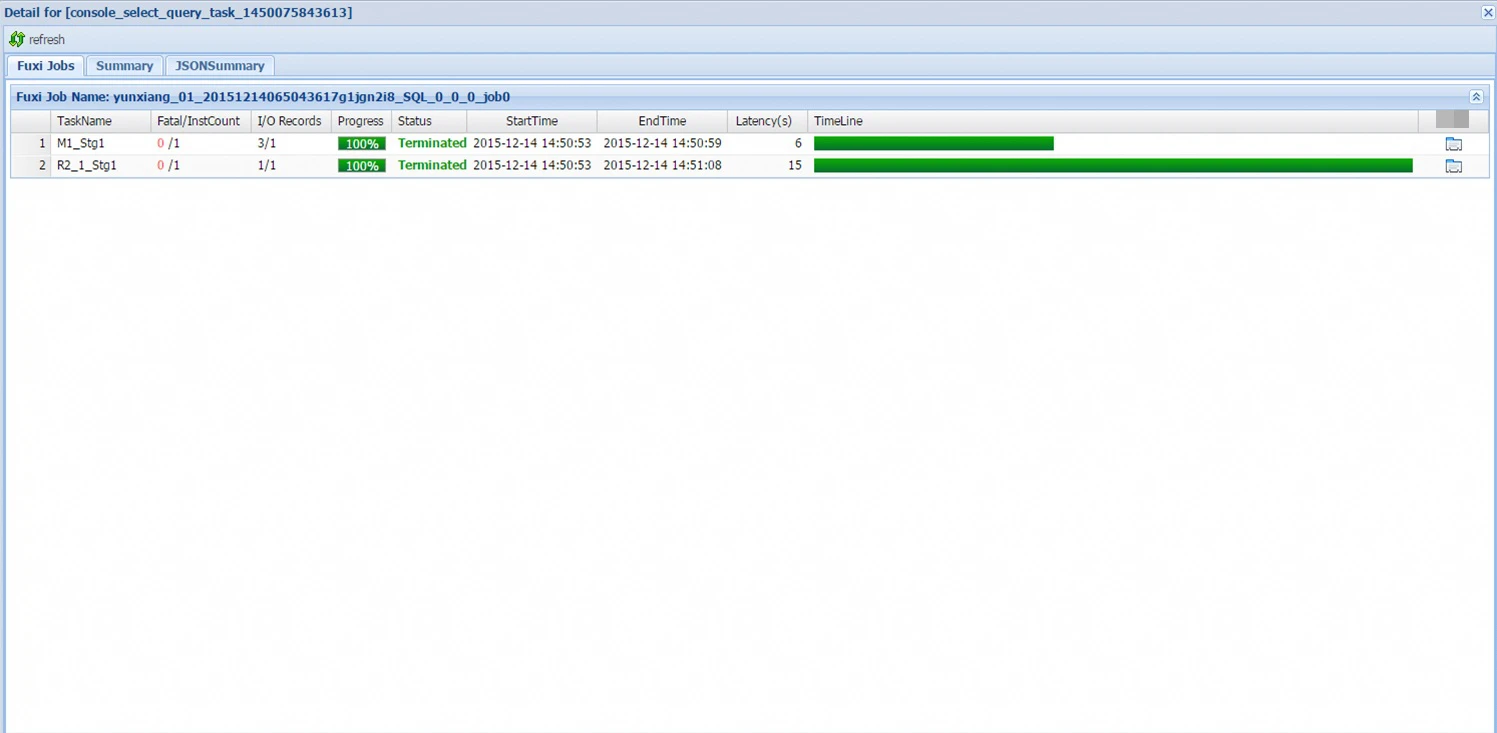 Detail for [console_select_query_task_1450075843613]
refresh
Fuxi Jobs Summary JSONSummary
Fuxi Job Name: yunxiang_01_20151214065043617g1jgn2i8_SQL_0_0_0_job0
TaskName Fatal/InstCount I/O Records Progress Status StartTime EndTime Latency(s) TimeLine
1 M1_Stg1 0 /1 3/1 100% Terminated 2015-12-14 14:50:53 2015-12-14 14:50:59 6
2 R2_1_Stg1 0 /1 1/1 100% Terminated 2015-12-14 14:50:53 2015-12-14 14:51:08 15